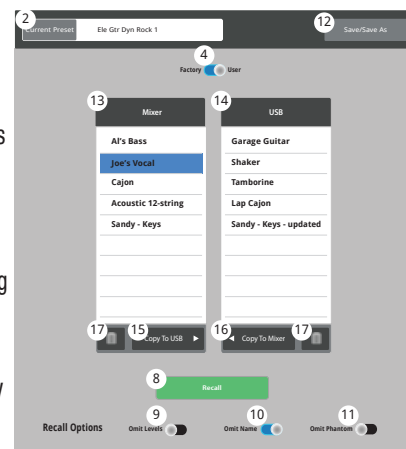 2
Current Preset
Ele Gtr Dyn Rock 1
12
Save/Save As
4
Factory
User
13
Mixer
Al's Bass
Joe's Vocal
Cajon
Acoustic 12-string
Sandy - Keys
14
USB
Garage Guitar
Shaker
Tamborine
Lap Cajon
Sandy - Keys - updated
17
15
Copy To USB
16
Copy To Mixer
17
8
Recall
Recall Options
9
Omit Levels
10
Omit Name
11
Omit Phantom
s
g